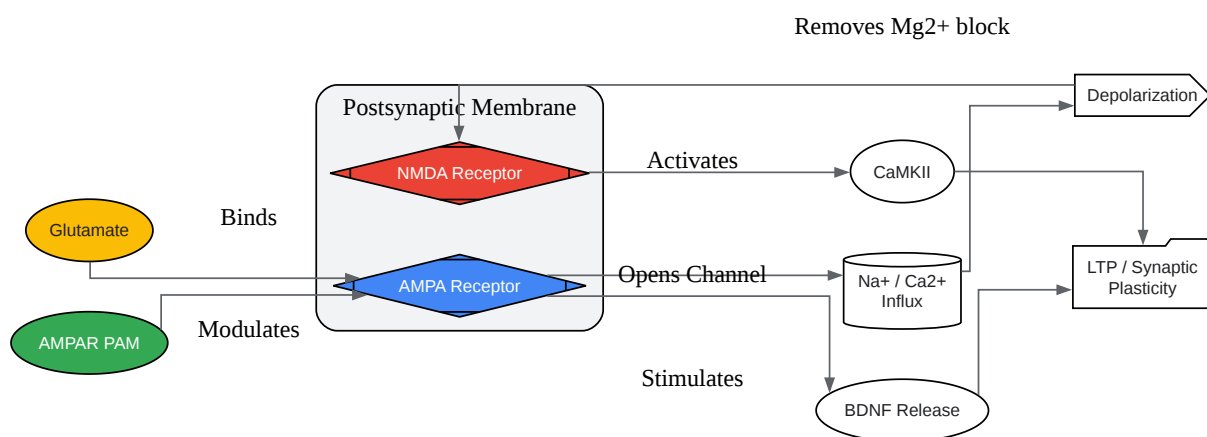 Removes Mg2+ block
Depolarization
Postsynaptic Membrane
NMDA Receptor
Activates
CaMKII
Glutamate
Binds
AMPA Receptor
Opens Channel
Na+ / Ca2+
Influx
LTP / Synaptic
Plasticity
AMPAR PAM
Modulates
Stimulates
BDNF Release